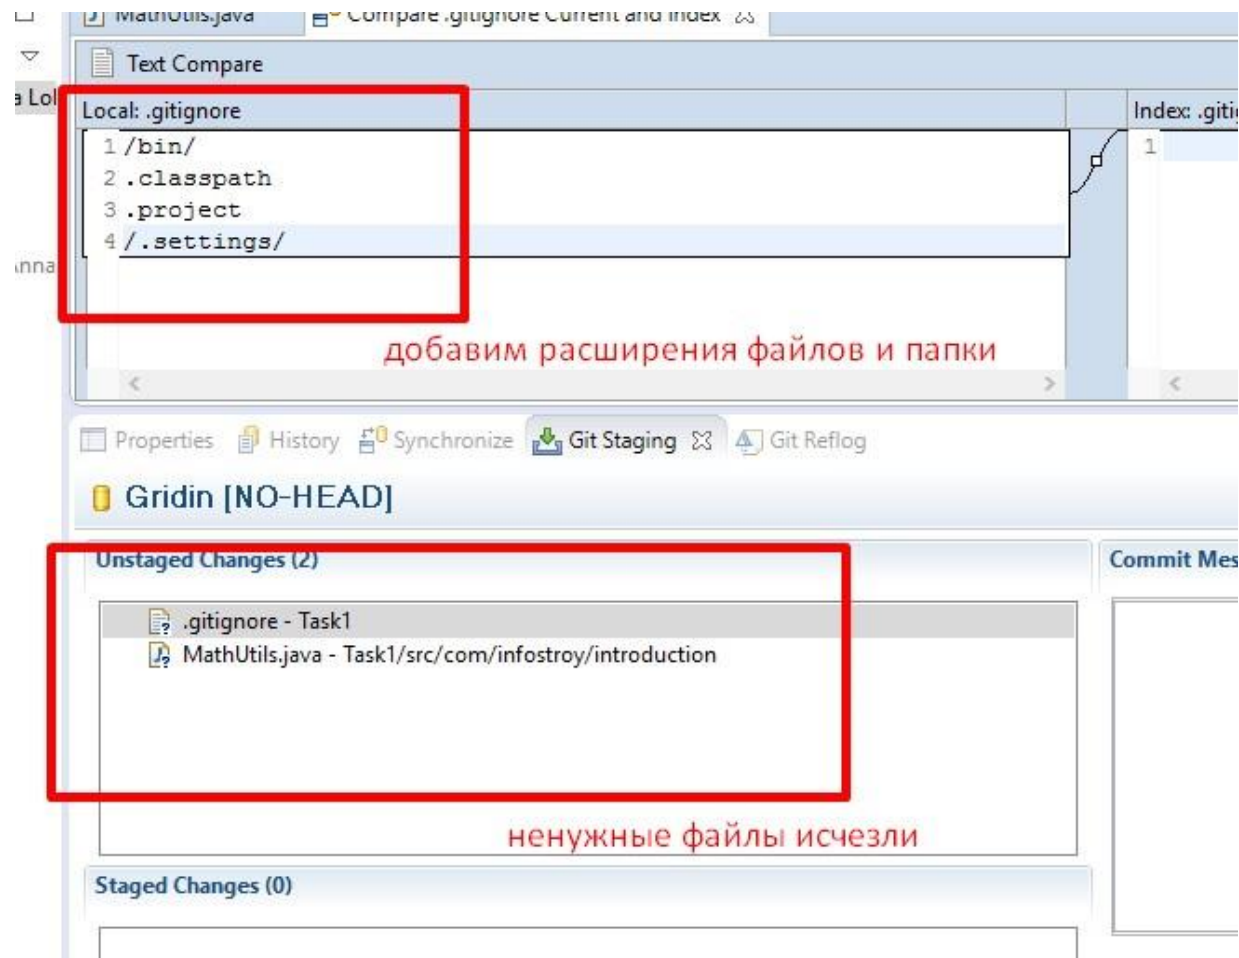 MathUtils.java Compare .gitignore Current and Index
Text Compare
a Lol
Local: .gitignore
Index: .giti
1 /bin/
1
2 .classpath
3 .project
4 /.settings/
Anna
добавим расширения файлов и папки
Properties History Synchronize Git Staging Git Reflog
Gridin [NO-HEAD]
Unstaged Changes (2)
Commit Mes
.gitignore - Task1
MathUtils.java - Task1/src/com/infostroy/introduction
ненужные файлы исчезли
Staged Changes (0)